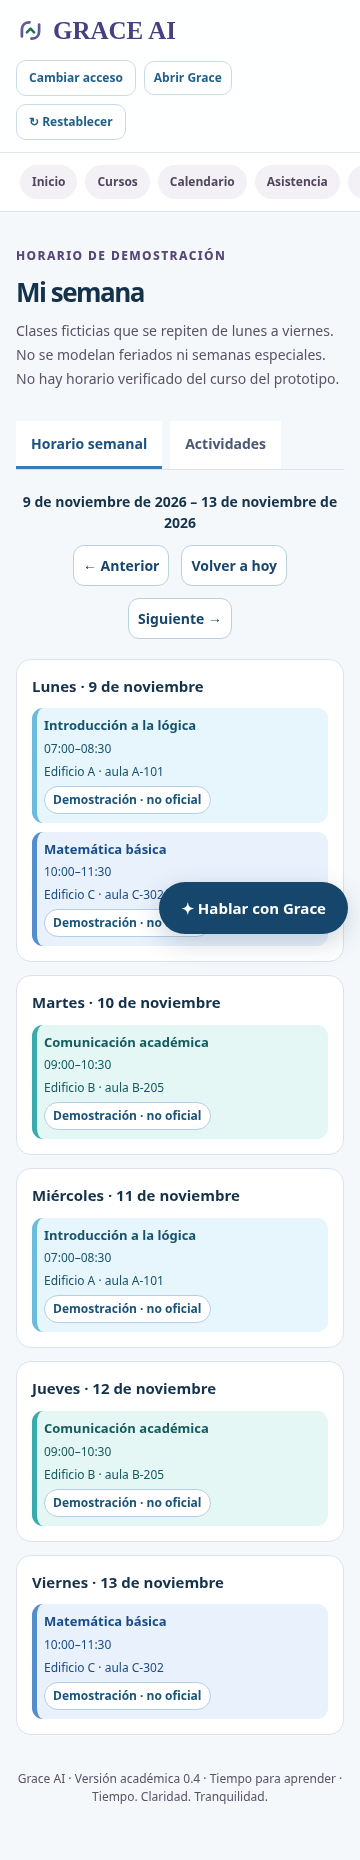 GRACE AI
Cambiar acceso
Abrir Grace
↻ Restablecer
Inicio
Cursos
Calendario
Asistencia
HORARIO DE DEMOSTRACIÓN
Mi semana
Clases ficticias que se repiten de lunes a viernes.
No se modelan feriados ni semanas especiales.
No hay horario verificado del curso del prototipo.
Horario semanal
Actividades
9 de noviembre de 2026 – 13 de noviembre de
2026
← Anterior
Volver a hoy
Siguiente →
Lunes · 9 de noviembre
Introducción a la lógica
07:00–08:30
Edificio A · aula A-101
Demostración · no oficial
Matemática básica
10:00–11:30
Edificio C · aula C-302
Demostración · no
✦ Hablar con Grace
Martes · 10 de noviembre
Comunicación académica
09:00–10:30
Edificio B · aula B-205
Demostración · no oficial
Miércoles · 11 de noviembre
Introducción a la lógica
07:00–08:30
Edificio A · aula A-101
Demostración · no oficial
Jueves · 12 de noviembre
Comunicación académica
09:00–10:30
Edificio B · aula B-205
Demostración · no oficial
Viernes · 13 de noviembre
Matemática básica
10:00–11:30
Edificio C · aula C-302
Demostración · no oficial
Grace AI · Versión académica 0.4 · Tiempo para aprender ·
Tiempo. Claridad. Tranquilidad.